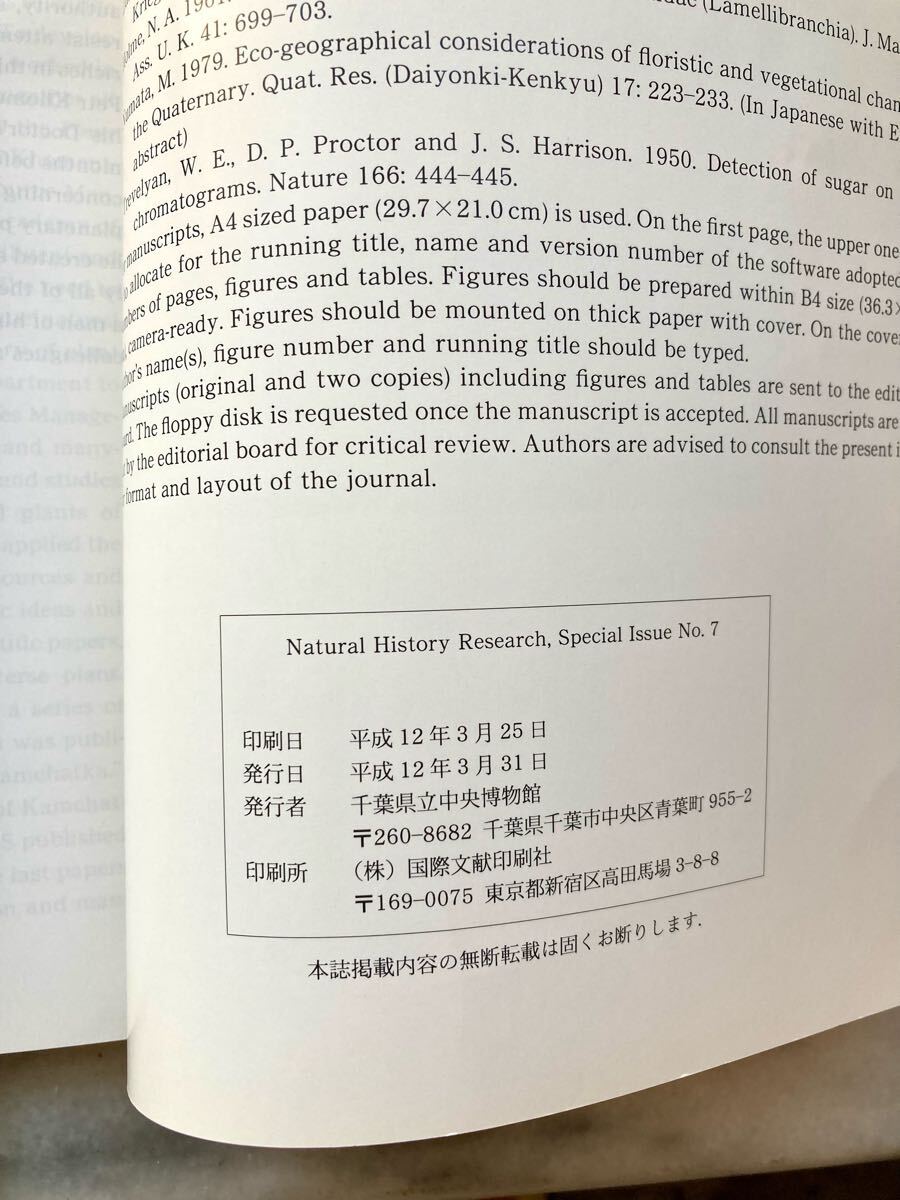 (Lamellibranchia). J. Ma
N. A. 1961.
Ass. U. K. 41: 699–703.
M. 1979. Eco-geographical considerations of floristic and vegetational chan
the Quaternary. Quat. Res. (Daiyonki-Kenkyu) 17: 223–233. (In Japanese with E
abstract)
revelyan, W. E., D. P. Proctor and J. S. Harrison. 1950. Detection of sugar on
chromatograms. Nature 166: 444–445.
manuscripts, A4 sized paper (29.7×21.0 cm) is used. On the first page, the upper one
allocate for the running title, name and version number of the software adopted
bers of pages, figures and tables. Figures should be prepared within B4 size (36.3×
camera-ready. Figures should be mounted on thick paper with cover. On the cove
hor's name(s), figure number and running title should be typed.
nuscripts (original and two copies) including figures and tables are sent to the edit
rd. The floppy disk is requested once the manuscript is accepted. All manuscripts are
by the editorial board for critical review. Authors are advised to consult the present i
format and layout of the journal.
Natural History Research, Special Issue No. 7
印刷日 平成 12 年 3 月 25 日
発行日 平成 12 年 3 月 31 日
発行者 千葉県立中央博物館
〒260–8682 千葉県千葉市中央区青葉町 955–2
印刷所 (株) 国際文献印刷社
〒169–0075 東京都新宿区高田馬場 3–8–8
本誌掲載内容の無断転載は固くお断りします.